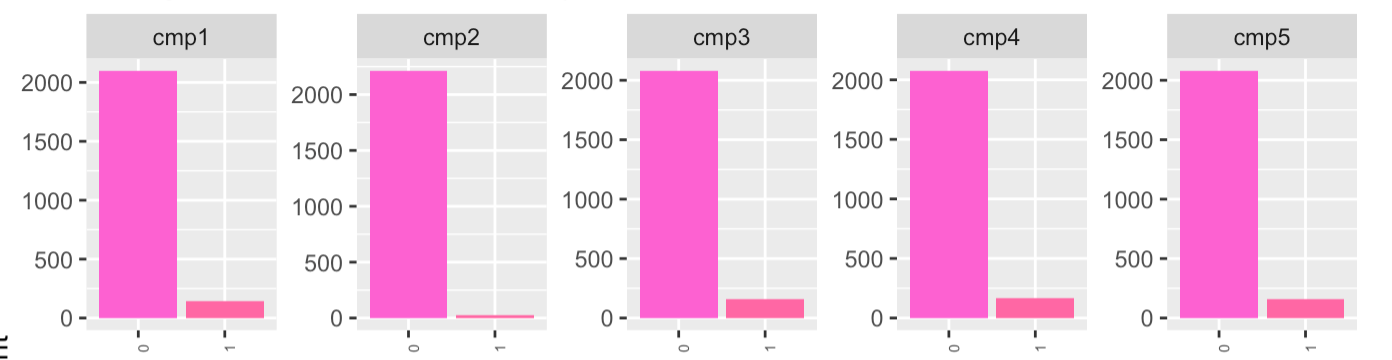 cmp1 cmp2 cmp3 cmp4 cmp5
2000 2000 2000 2000 2000
1500 1500 1500 1500 1500
1000 1000 1000 1000 1000
500 500 500 500 500
0 0 0 0 0
0 1 0 1 0 1 0 1 0 1
nt